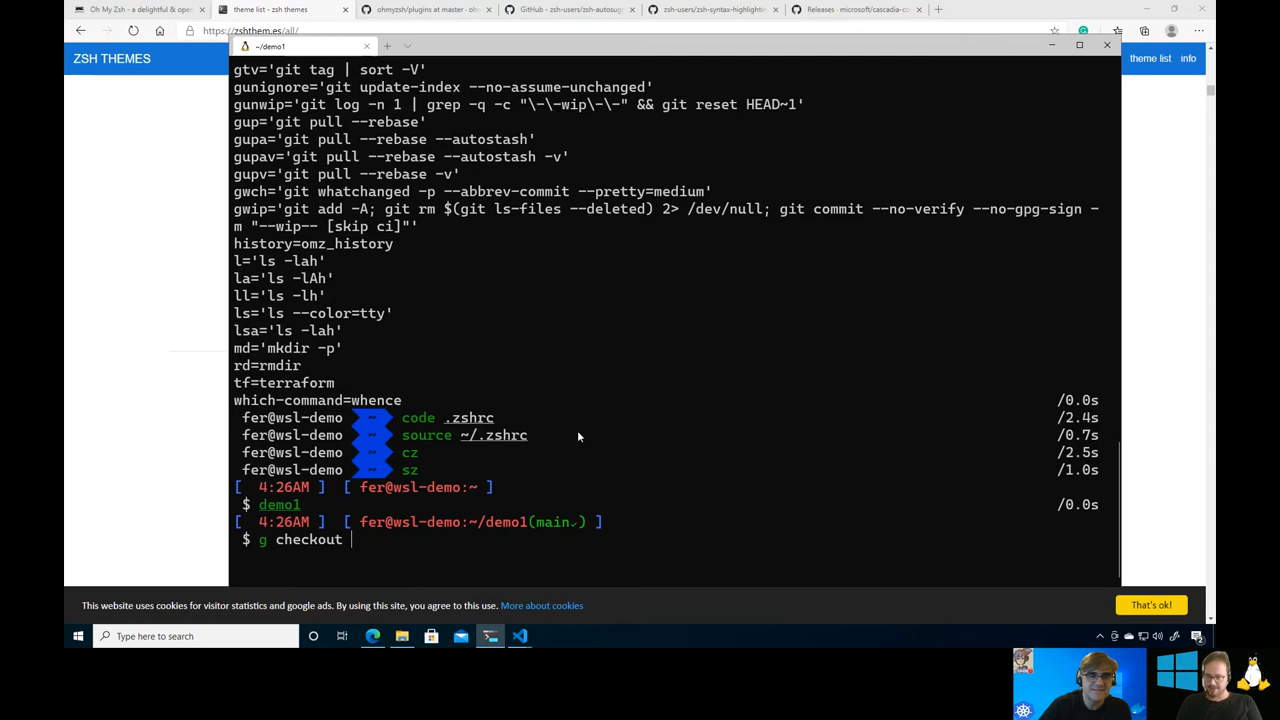 Oh My Zsh - a delightful & open
theme list - zsh themes
ohmyzsh/plugins at master · ohm
GitHub - zsh-users/zsh-autosug
zsh-users/zsh-syntax-highlightin
Releases · microsoft/cascadia-co
https://zshthem.es/all/
ZSH THEMES
theme list info
~/demo1
gtv='git tag | sort -V'
gunignore='git update-index --no-assume-unchanged'
gunwip='git log -n 1 | grep -q -c "\-\-wip\-\-" && git reset HEAD~1'
gup='git pull --rebase'
gupa='git pull --rebase --autostash'
gupav='git pull --rebase --autostash -v'
gupv='git pull --rebase -v'
gwch='git whatchanged -p --abbrev-commit --pretty=medium'
gwip='git add -A; git rm $(git ls-files --deleted) 2> /dev/null; git commit --no-verify --no-gpg-sign -
m "--wip-- [skip ci]"'
history=omz_history
l='ls -lah'
la='ls -lAh'
ll='ls -lh'
ls='ls --color=tty'
lsa='ls -lah'
md='mkdir -p'
rd=rmdir
tf=terraform
which-command=whence /0.0s
fer@wsl-demo ~ code .zshrc /2.4s
fer@wsl-demo ~ source ~/.zshrc /0.7s
fer@wsl-demo ~ cz /2.5s
fer@wsl-demo ~ sz /1.0s
[ 4:26AM ] [ fer@wsl-demo:~ ]
$ demo1 /0.0s
[ 4:26AM ] [ fer@wsl-demo:~/demo1(main✓) ]
$ g checkout
This website uses cookies for visitor statistics and google ads. By using this site, you agree to this use. More about cookies
That's ok!
Type here to search
2